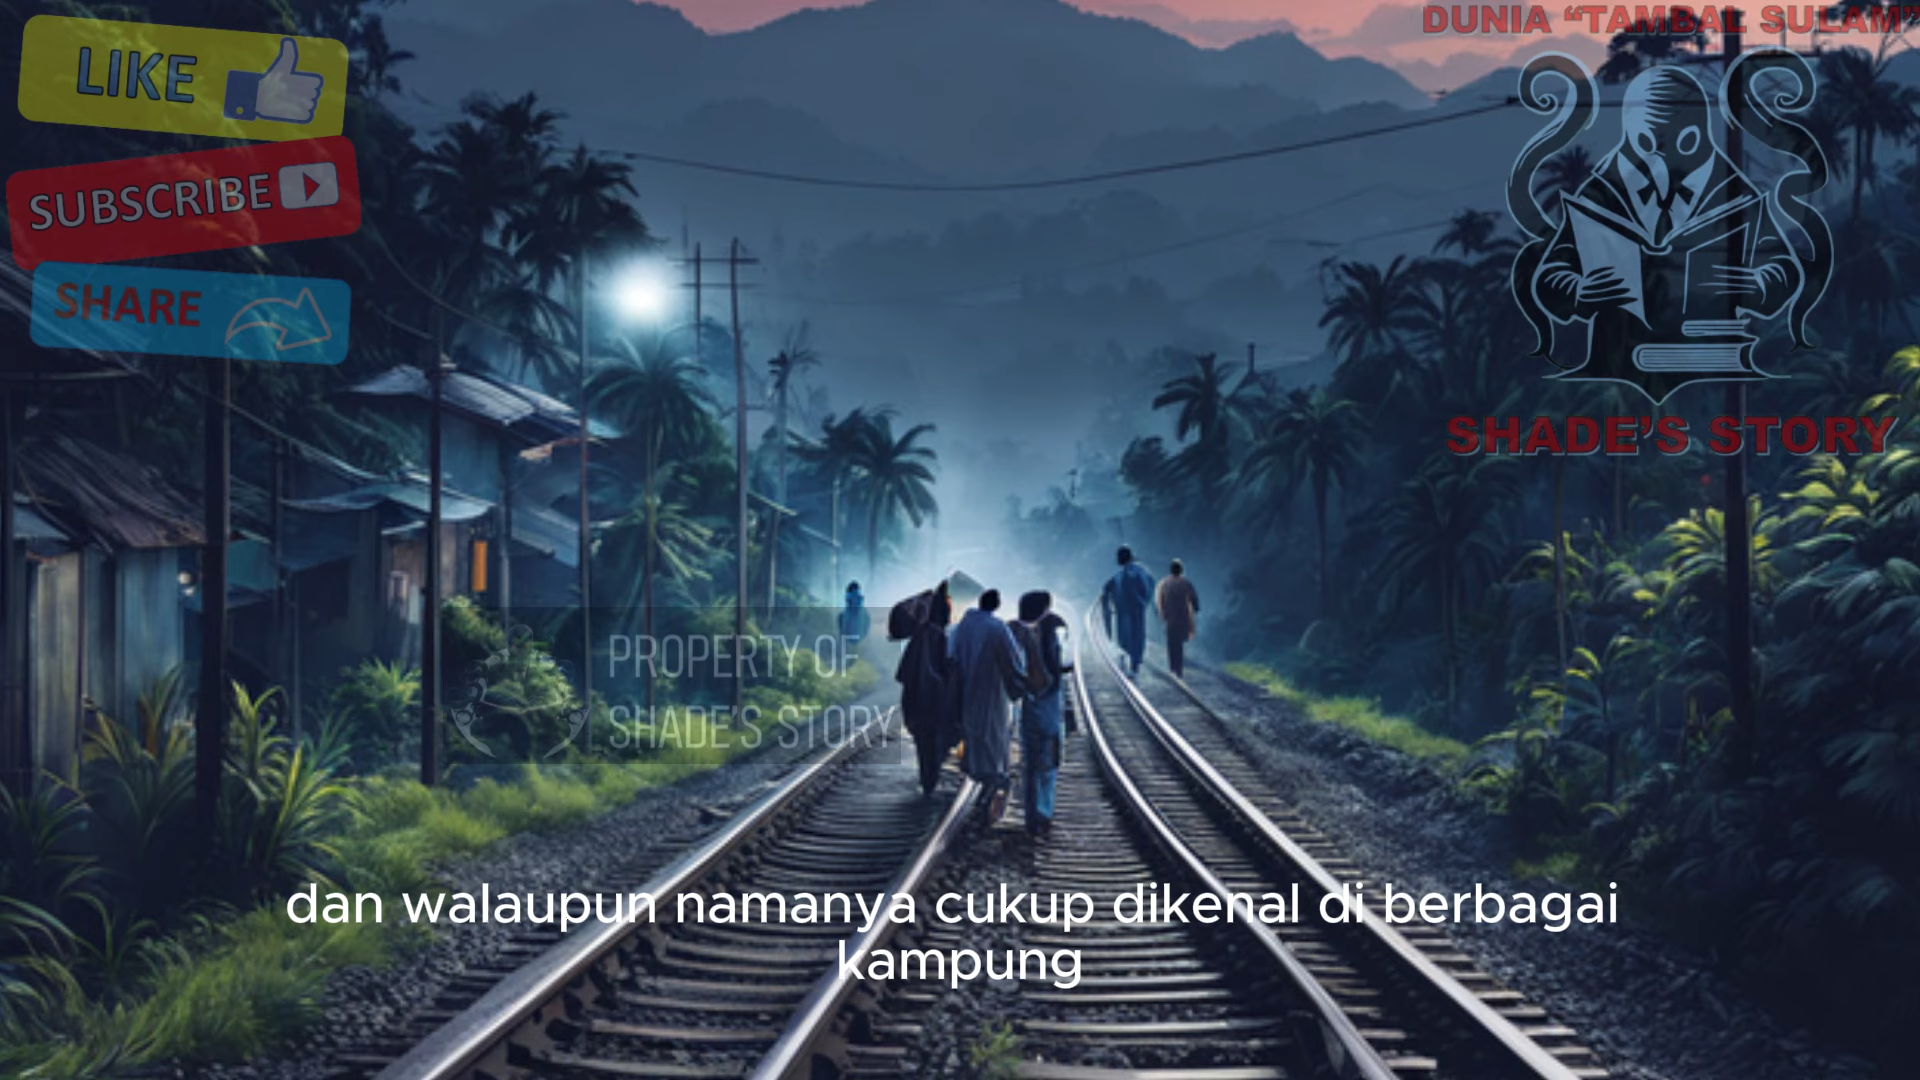 DUNIA “TAMBAL SULAM”
LIKE
SUBSCRIBE
SHARE
SHADE’S STORY
PROPERTY OF
SHADE’S STORY
dan walaupun namanya cukup dikenal di berbagai
kampung